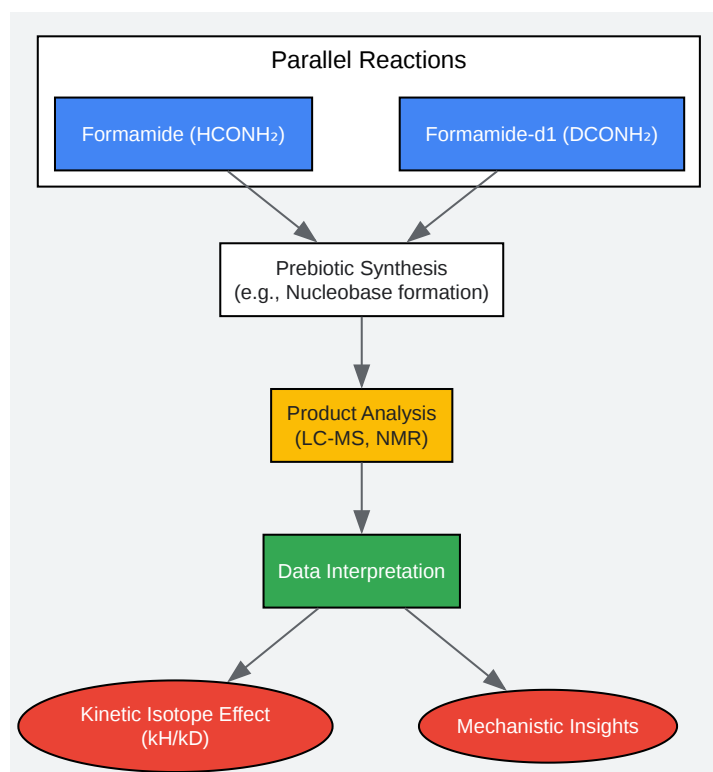 Parallel Reactions
Formamide (HCONH₂)
Formamide-d1 (DCONH₂)
Prebiotic Synthesis
(e.g., Nucleobase formation)
Product Analysis
(LC-MS, NMR)
Data Interpretation
Kinetic Isotope Effect
(kH/kD)
Mechanistic Insights